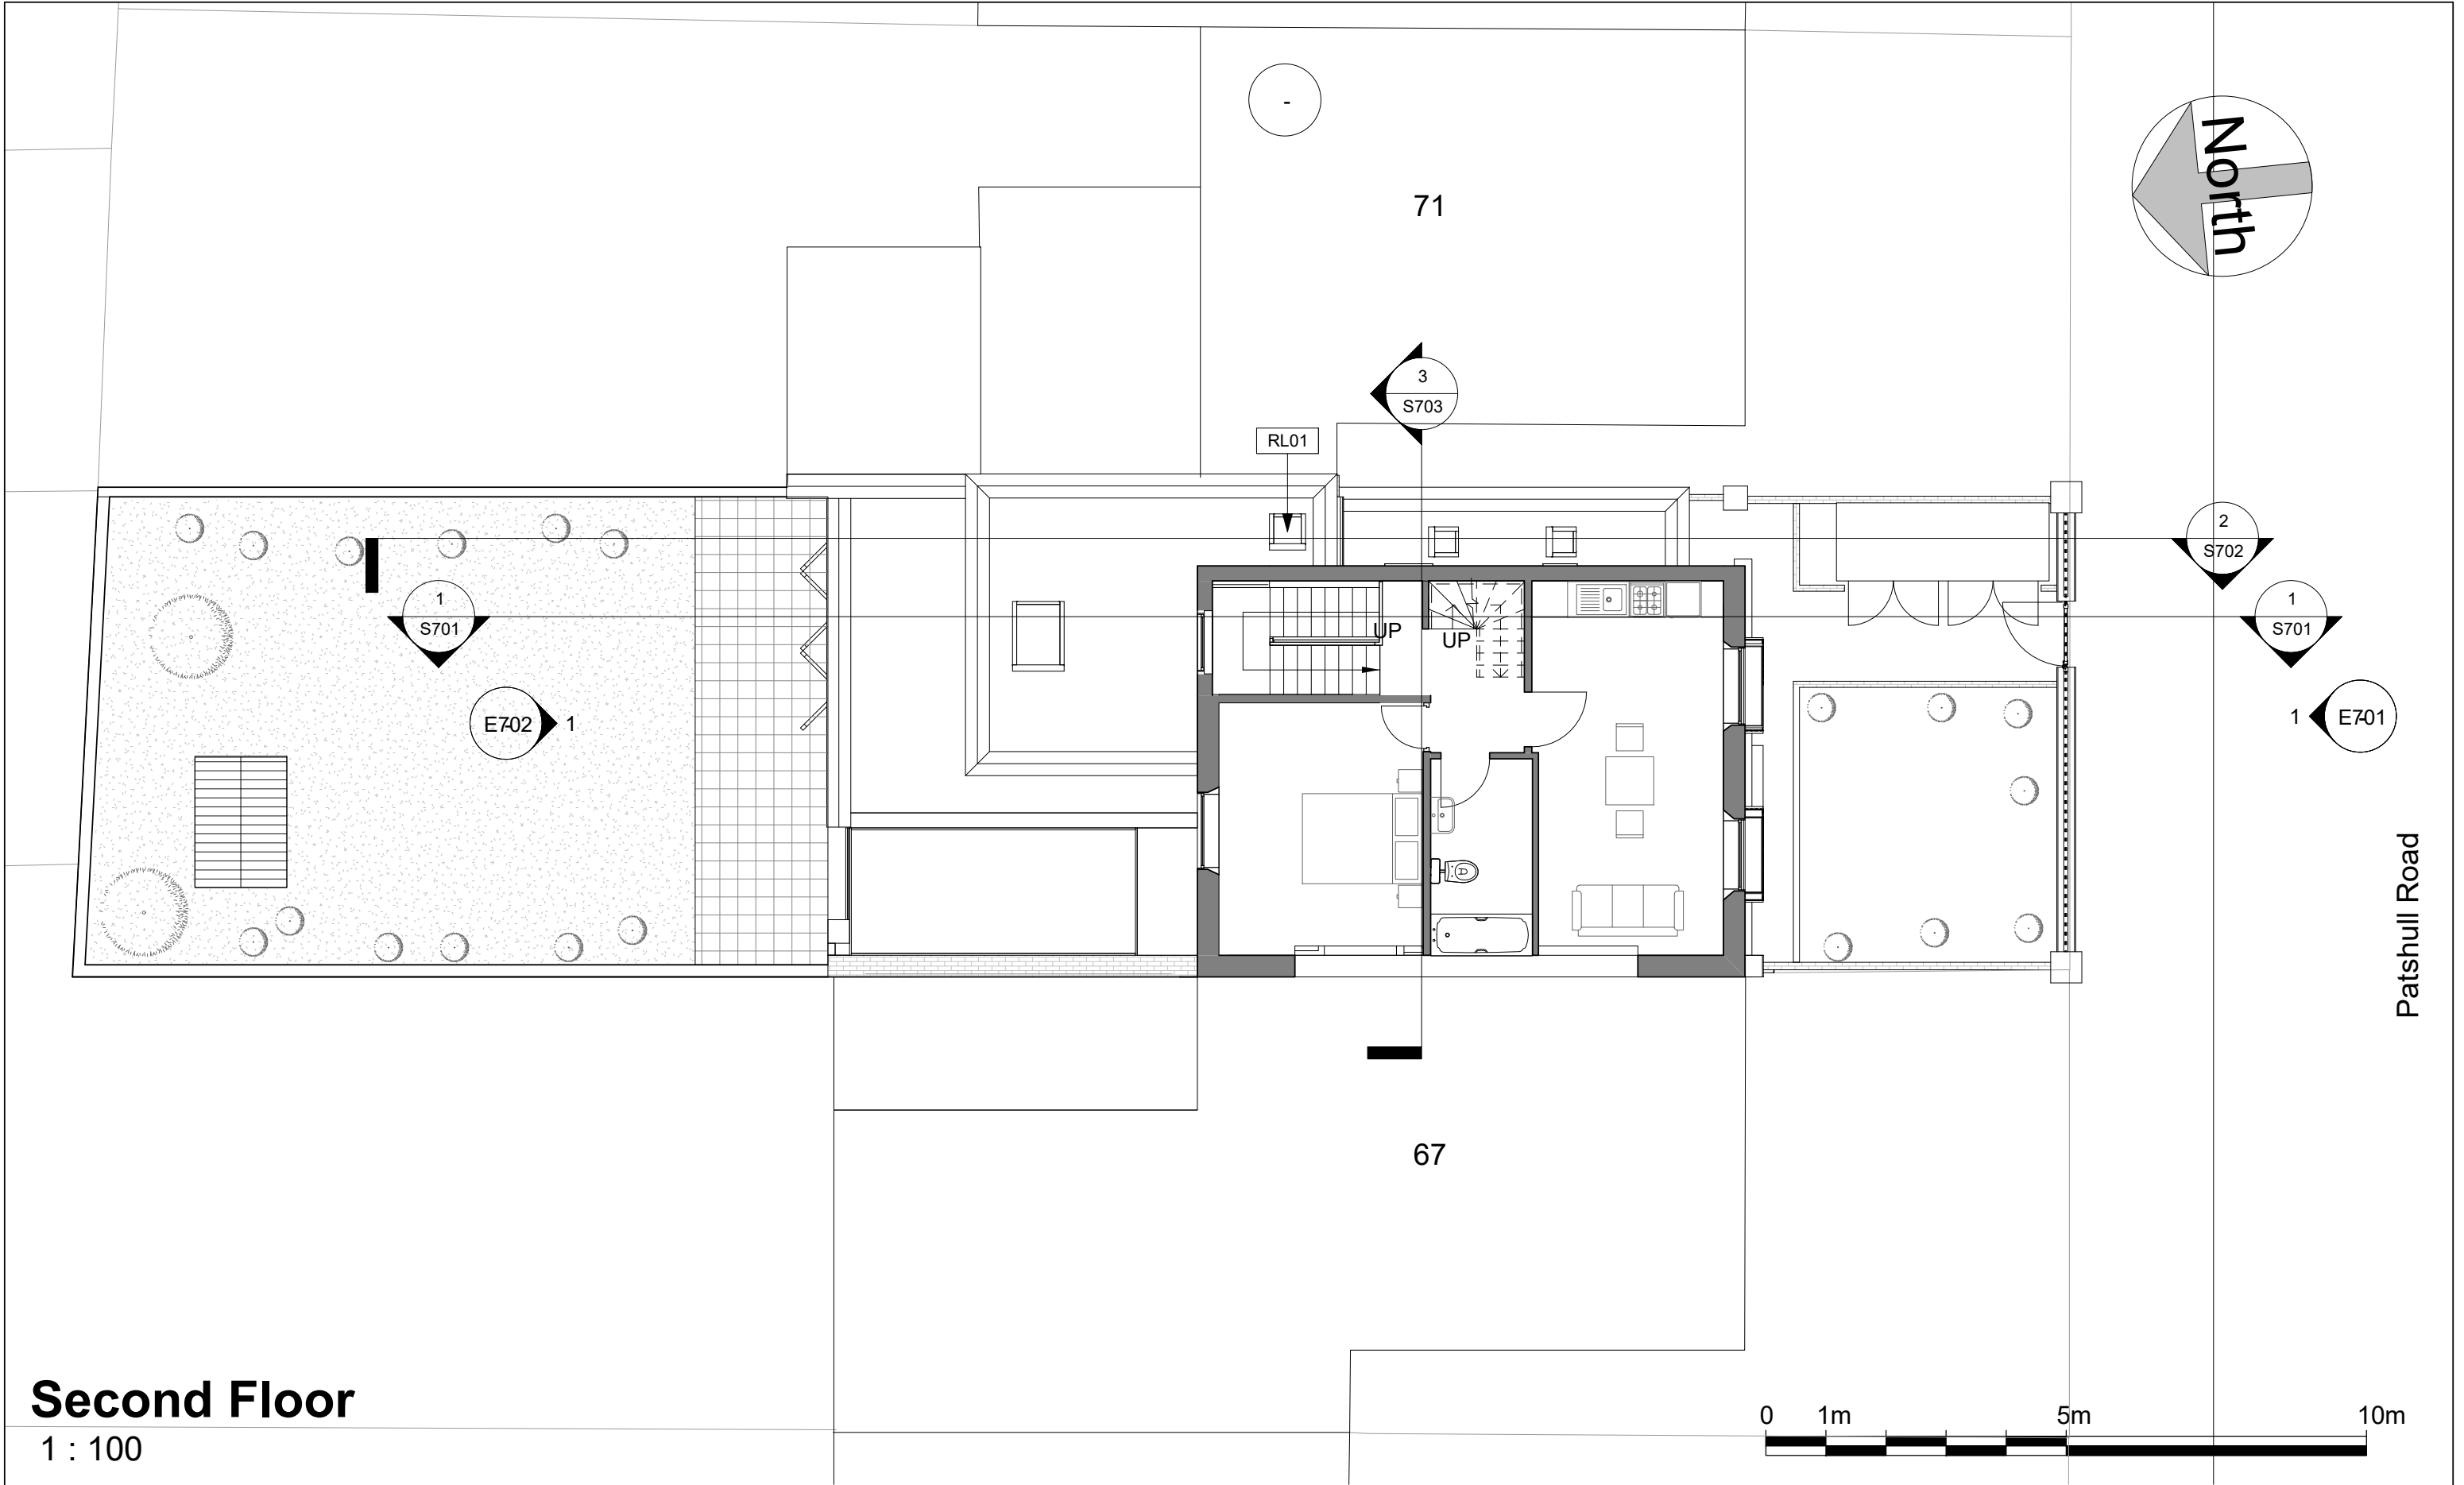 -
North
71
3
S703
RL01
2
S702
1
S701
1
S701
UP
UP
E702
1
1
E701
Patshull Road
67
Second Floor
1 : 100
0 1m 5m 10m